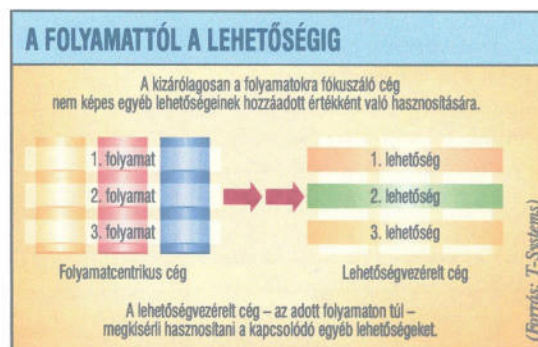 A FOLYAMATTÓL A LEHETŐSÉGIG
A kizárólagosan a folyamatokra fókuszáló cég
nem képes egyéb lehetőségeinek hozzáadott értékként való hasznosítására.
1. folyamat
2. folyamat
3. folyamat
Folyamatcentrikus cég
1. lehetőség
2. lehetőség
3. lehetőség
Lehetőségvezérelt cég
A lehetőségvezérelt cég – az adott folyamaton túl –
megkísérli hasznosítani a kapcsolódó egyéb lehetőségeket.
(Forrás: T-Systems)